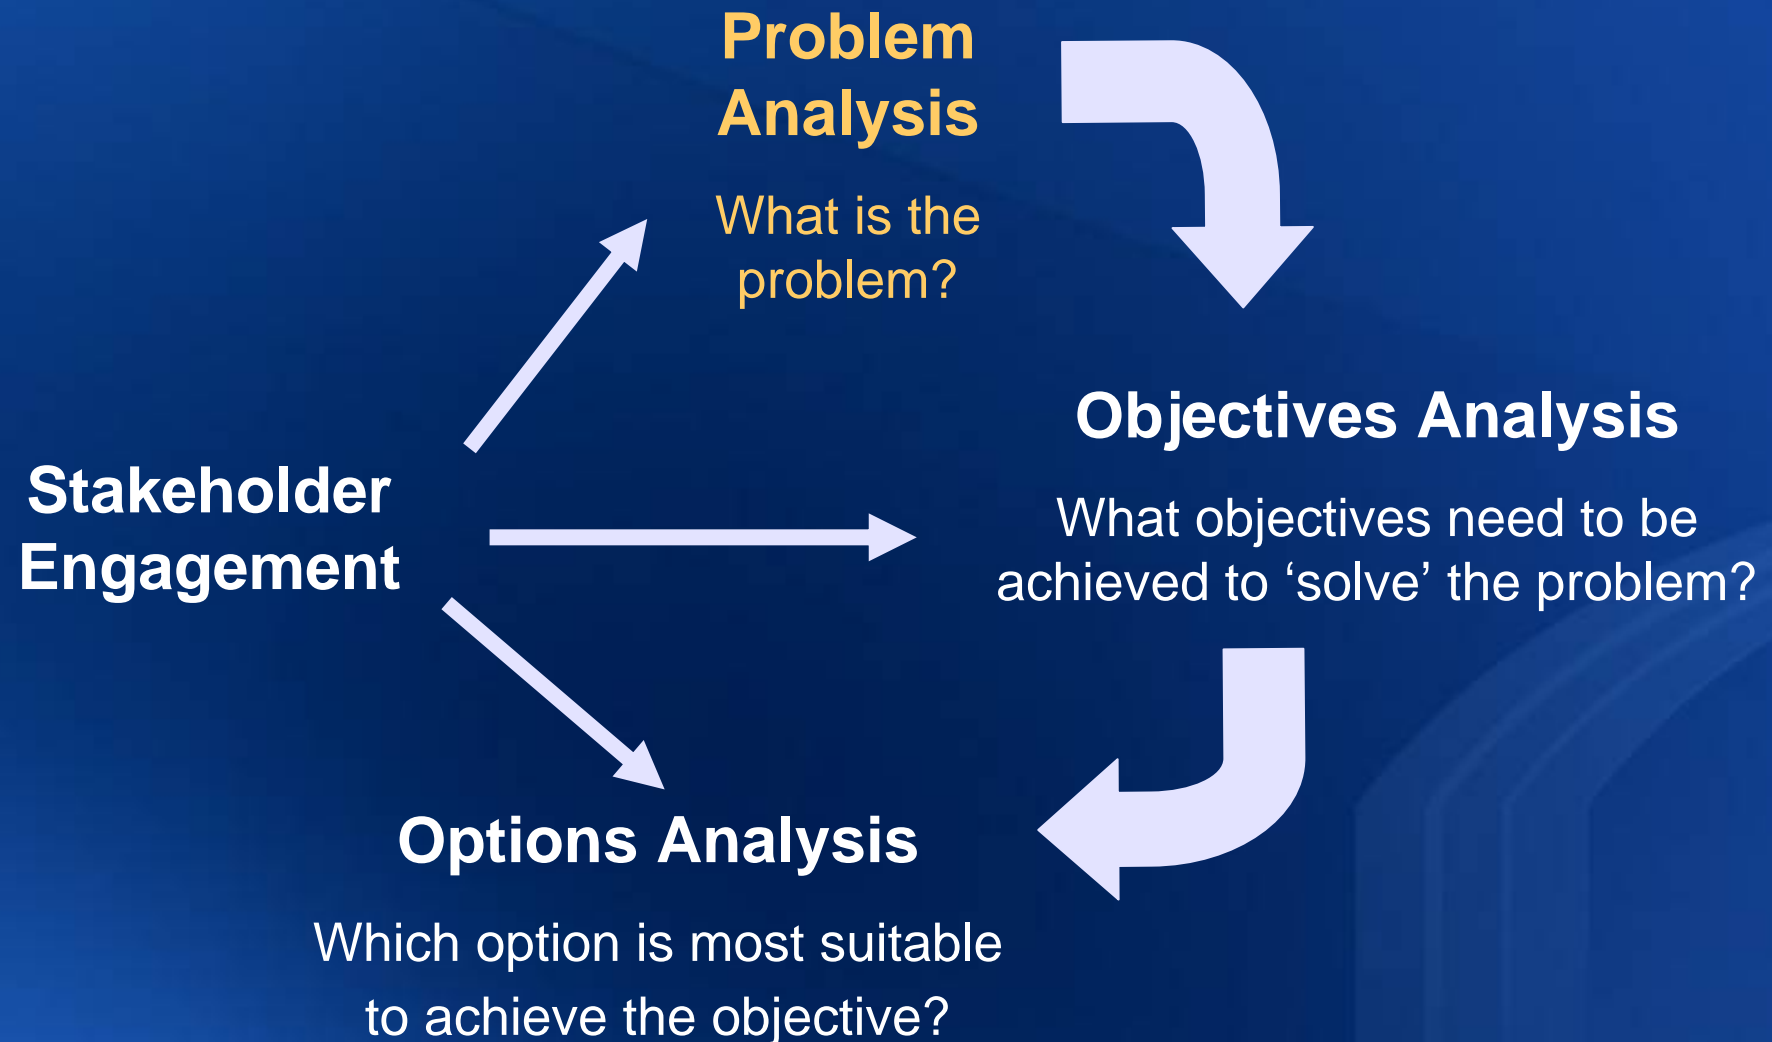 Problem
Analysis
What is the
problem?
Objectives Analysis
What objectives need to be
achieved to ‘solve’ the problem?
Stakeholder
Engagement
Options Analysis
Which option is most suitable
to achieve the objective?